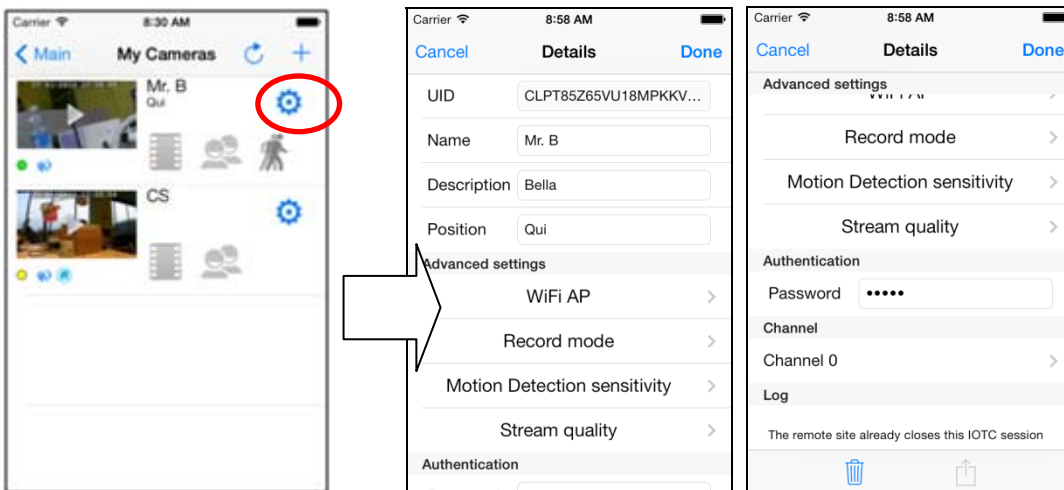 Carrier 8:30 AM
Main My Cameras
Mr. B
Qui
CS
Carrier 8:58 AM
Cancel Details Done
UID CLPT85Z65VU18MPKKV...
Name Mr. B
Description Bella
Position Qui
Advanced settings
WiFi AP
Record mode
Motion Detection sensitivity
Stream quality
Authentication
Carrier 8:58 AM
Cancel Details Done
Advanced settings
WiFi AP
Record mode
Motion Detection sensitivity
Stream quality
Authentication
Password •••••
Channel
Channel 0
Log
The remote site already closes this IOTC session